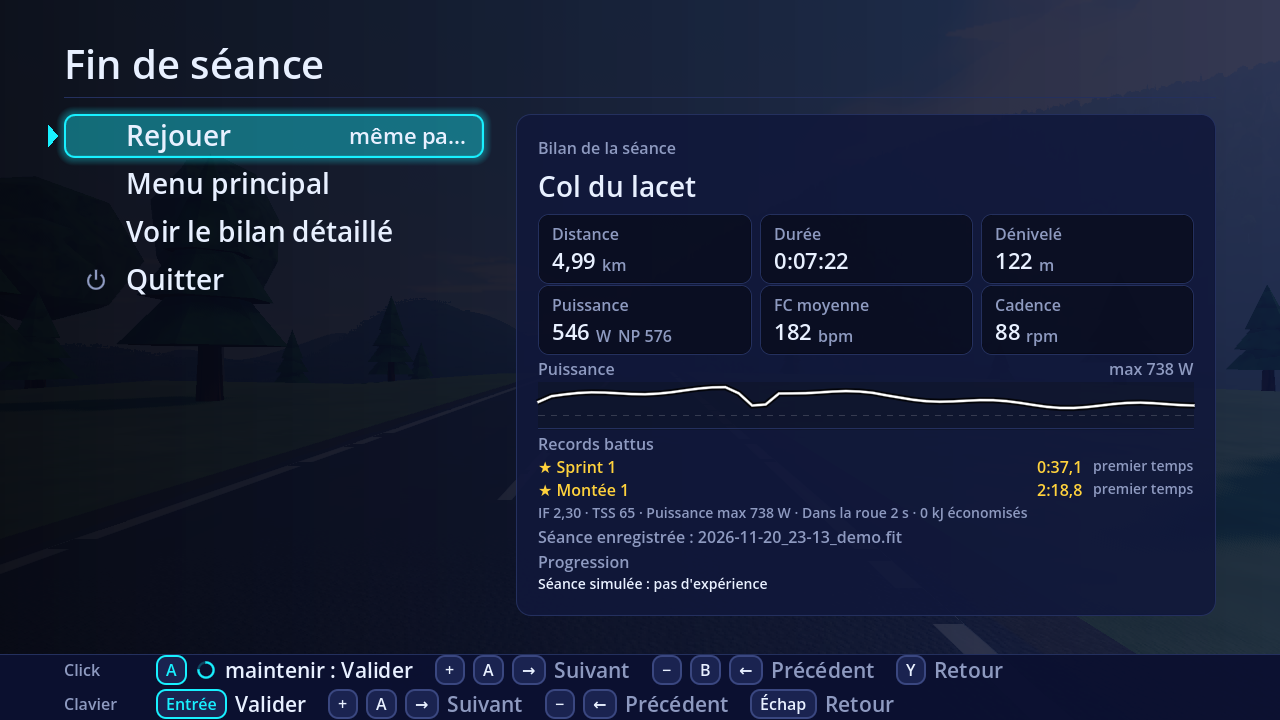 Fin de séance
Rejouer même pa...
Menu principal
Voir le bilan détaillé
Quitter
Bilan de la séance
Col du lacet
Distance Durée Dénivelé
4,99 km 0:07:22 122 m
Puissance FC moyenne Cadence
546 W NP 576 182 bpm 88 rpm
Puissance max 738 W
Records battus
★ Sprint 1 0:37,1 premier temps
★ Montée 1 2:18,8 premier temps
IF 2,30 · TSS 65 · Puissance max 738 W · Dans la roue 2 s · 0 kJ économisés
Séance enregistrée : 2026-11-20_23-13_demo.fit
Progression
Séance simulée : pas d'expérience
Click A maintenir : Valider + A → Suivant − B ← Précédent Y Retour
Clavier Entrée Valider + A → Suivant − ← Précédent Échap Retour